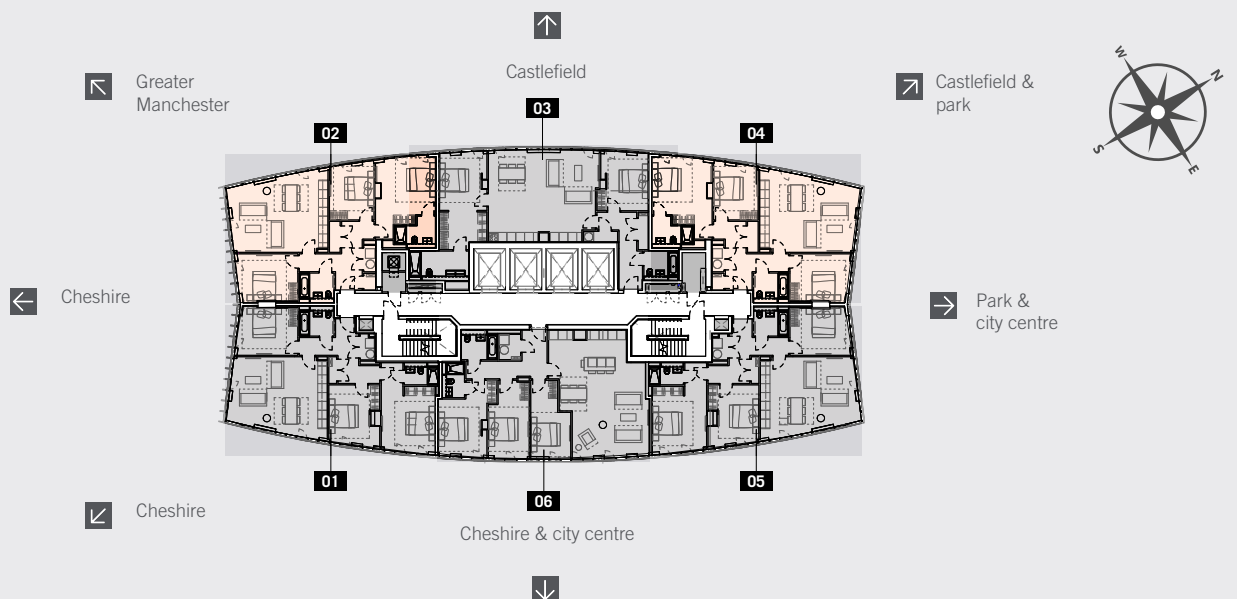 Castlefield
Greater
Manchester
Castlefield &
park
W
N
S
E
03
02
04
Cheshire
Park &
city centre
01
06
05
Cheshire
Cheshire & city centre